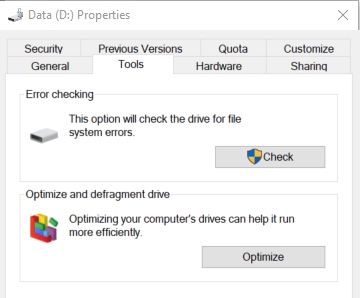 Data (D:) Properties
Security Previous Versions Quota Customize
General Tools Hardware Sharing
Error checking
This option will check the drive for file
system errors.
Check
Optimize and defragment drive
Optimizing your computer's drives can help it run
more efficiently.
Optimize